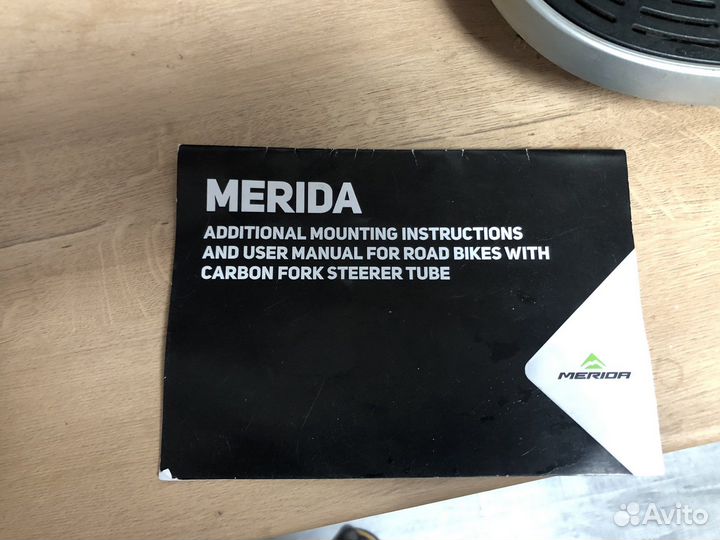 MERIDA
ADDITIONAL MOUNTING INSTRUCTIONS
AND USER MANUAL FOR ROAD BIKES WITH
CARBON FORK STEERER TUBE
MERIDA
Avito